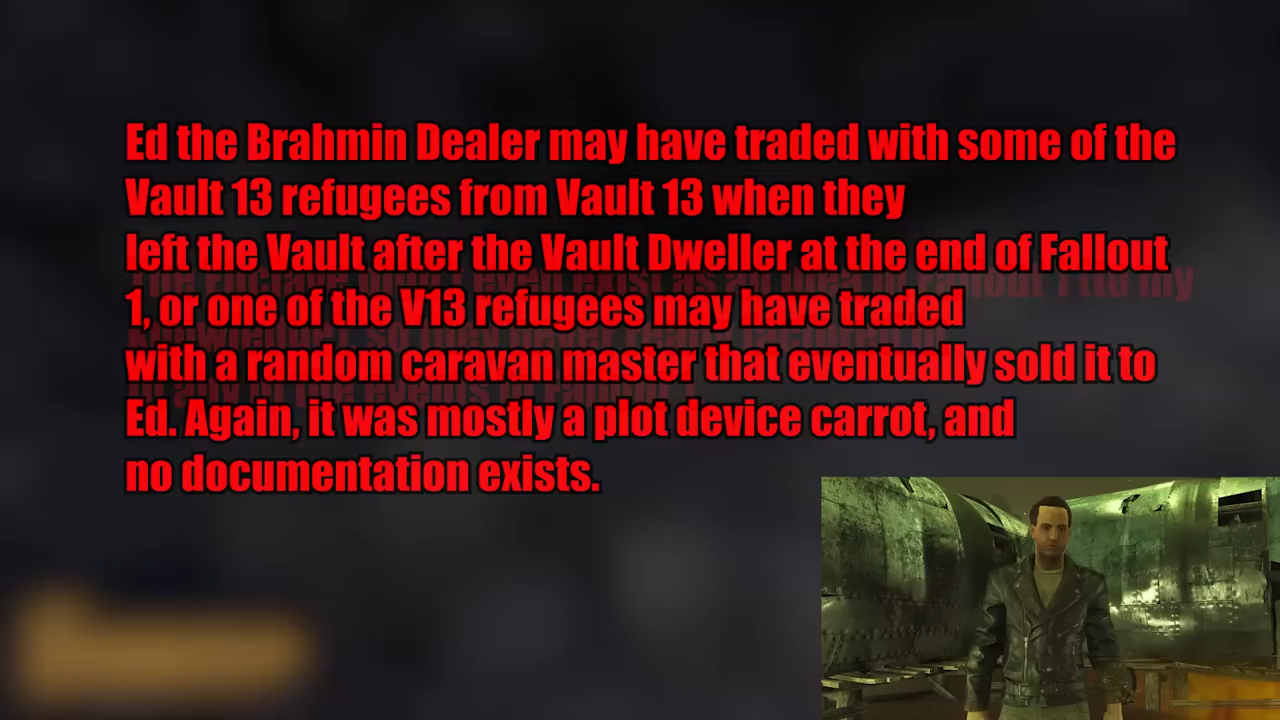 Ed the Brahmin Dealer may have traded with some of the
Vault 13 refugees from Vault 13 when they
left the Vault after the Vault Dweller at the end of Fallout
1, or one of the V13 refugees may have traded
with a random caravan master that eventually sold it to
Ed. Again, it was mostly a plot device carrot, and
no documentation exists.